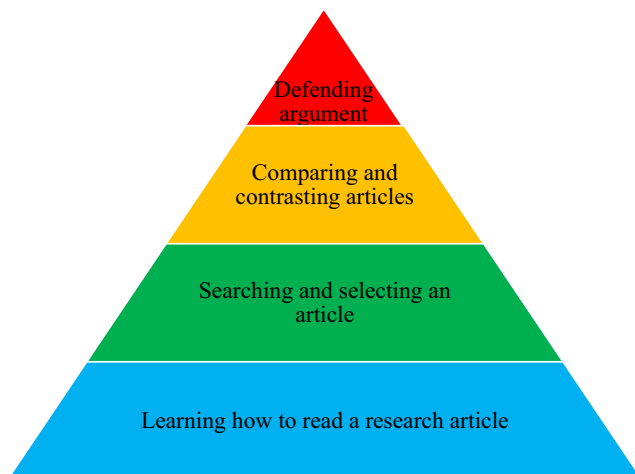 Defending
argument
Comparing and
contrasting articles
Searching and selecting an
article
Learning how to read a research article